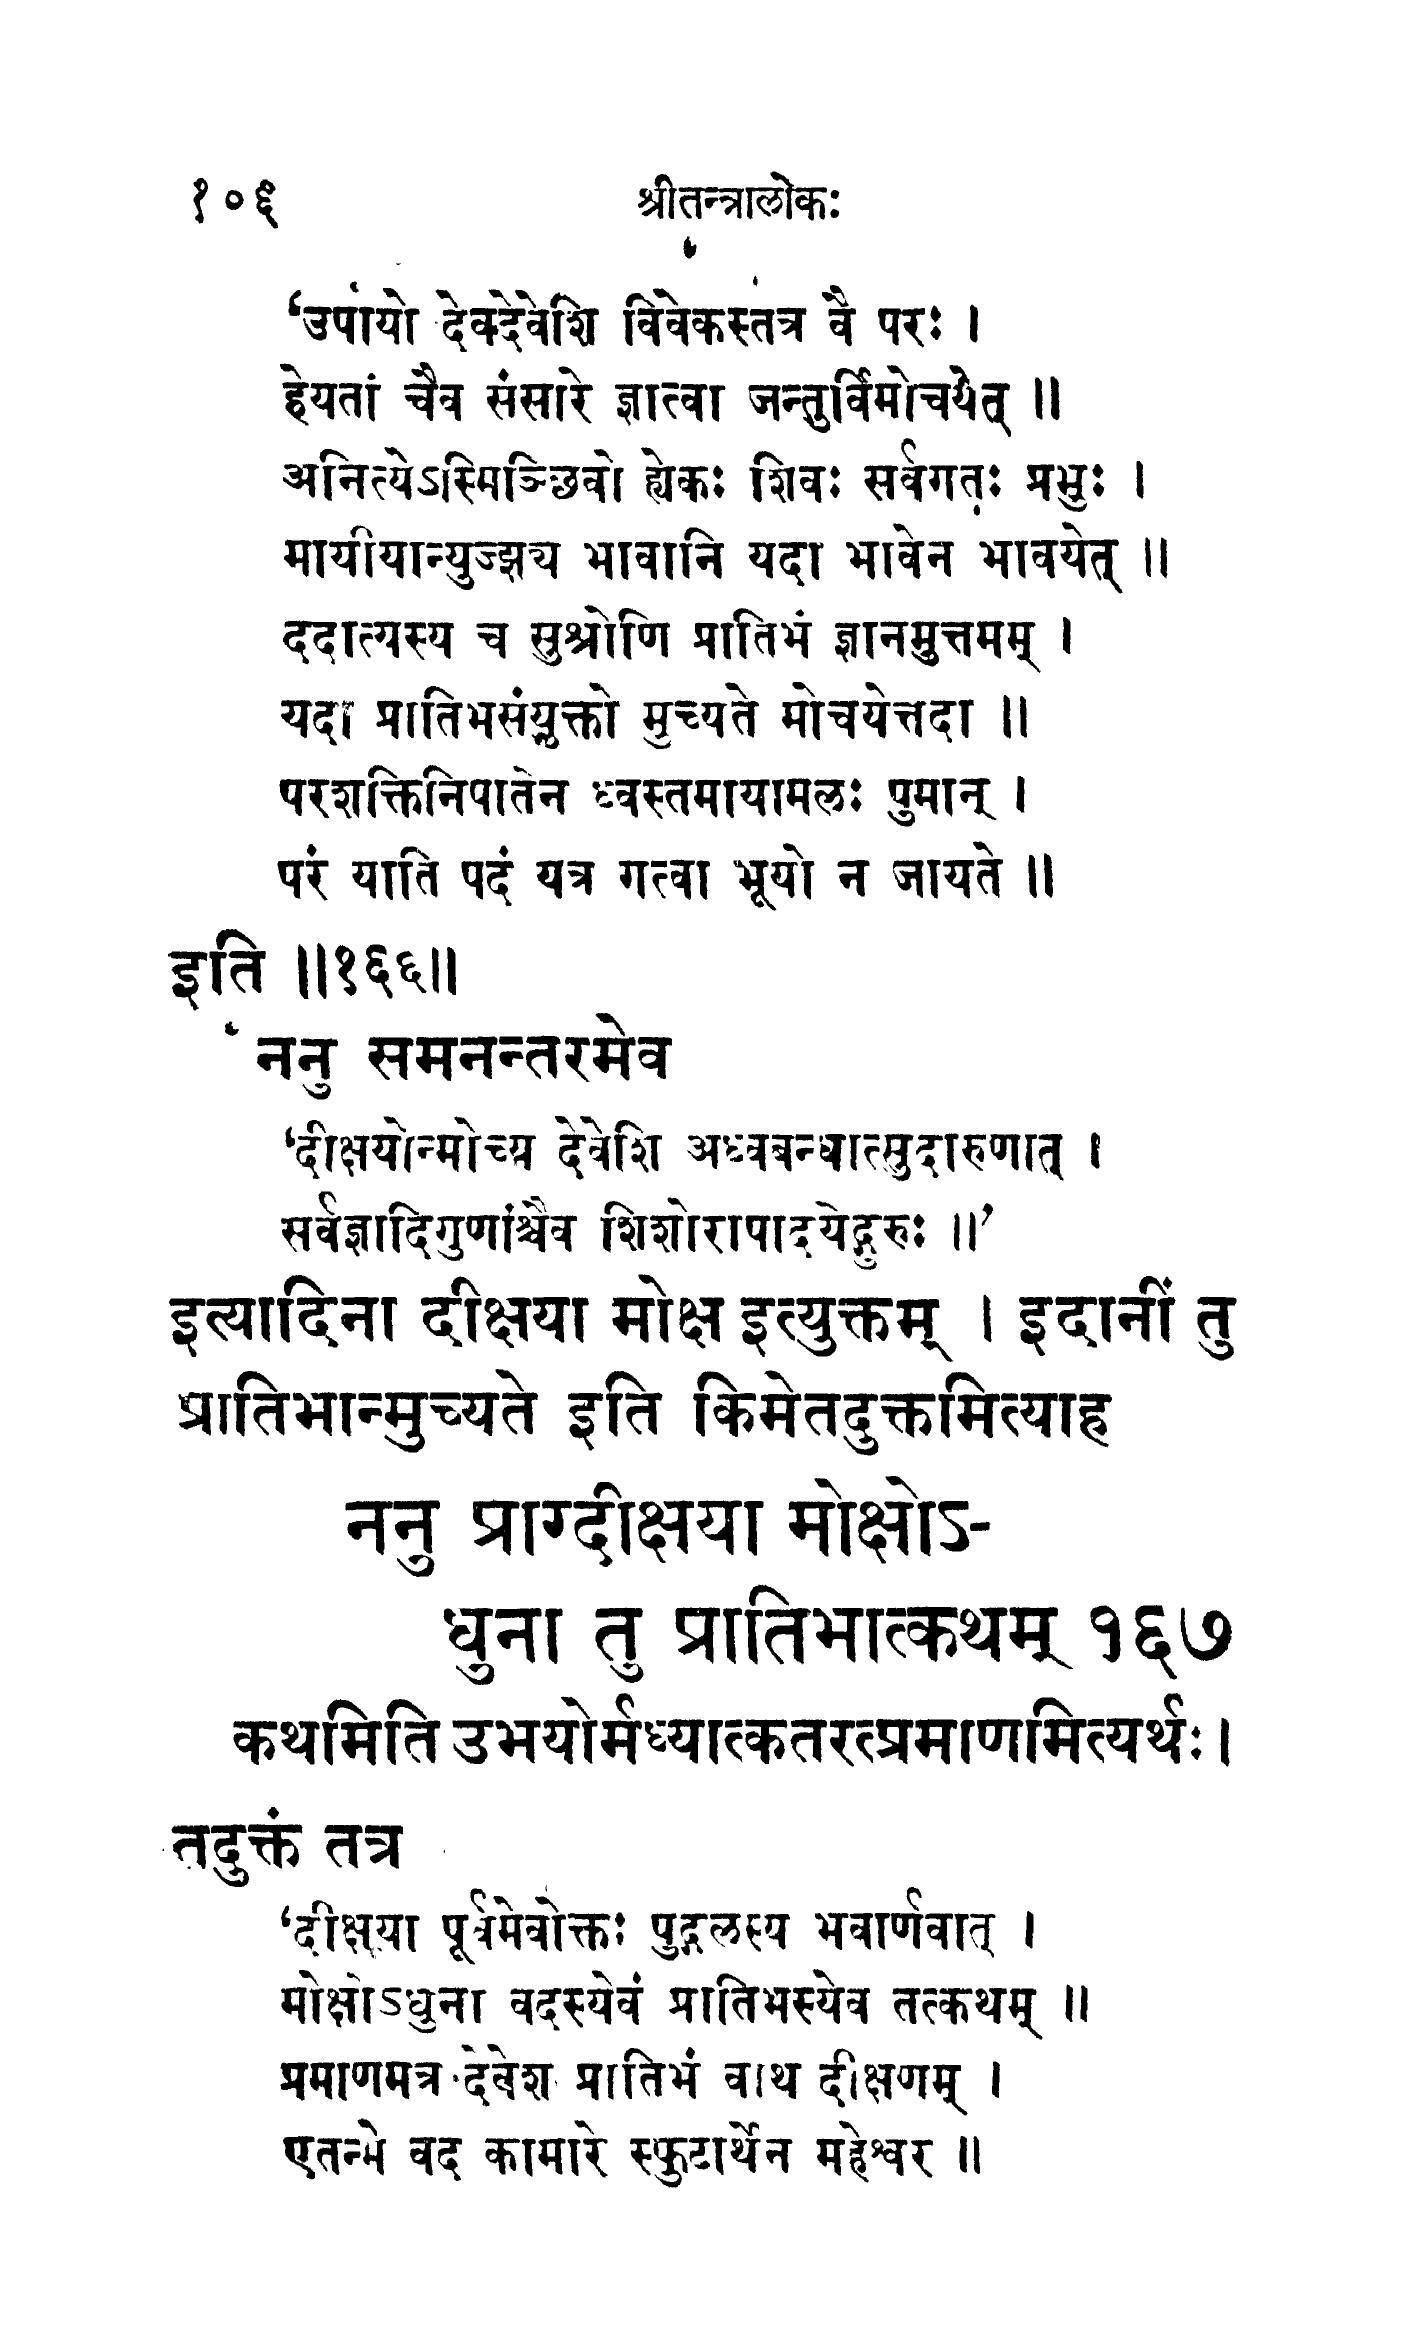 १०६ श्रीतन्त्रालोकः
‘उपायो देवदेवेशि विवेकस्तत्र वै परः ।
हेयतां चैव संसारे ज्ञात्वा जन्तुर्विमोचयेत् ॥
अनित्येऽस्मिञ्छिवो ह्येकः शिवः सर्वगतः प्रभुः ।
मायीयान्युज्झ्य भावानि यदा भावेन भावयेत् ॥
ददात्यस्य च सुश्रोणि प्रातिभं ज्ञानमुत्तमम् ।
यदा प्रातिभसंयुक्तो मुच्यते मोचयेत्तदा ॥
परशक्तिनिपातेन ध्वस्तमायामलः पुमान् ।
परं याति पदं यत्र गत्वा भूयो न जायते ॥
इति ॥१६६॥
ननु समनन्तरमेव
‘दीक्षयोन्मोच्य देवेशि अध्वबन्धात्सुदारुणात् ।
सर्वज्ञादिगुणांश्चैव शिशोरापादयेद्गुरुः ॥’
इत्यादिना दीक्षया मोक्ष इत्युक्तम् । इदानीं तु
प्रातिभान्मुच्यते इति किमेतदुक्तमित्याह
ननु प्राग्दीक्षया मोक्षोऽ-
धुना तु प्रातिभात्कथम् १६७
कथमिति उभयोर्मध्यात्कतरत्प्रमाणमित्यर्थः ।
तदुक्तं तत्र
‘दीक्षया पूर्वमेवोक्तः पुद्गलस्य भवार्णवात् ।
मोक्षोऽधुना वदस्येवं प्रातिभस्येव तत्कथम् ॥
प्रमाणमत्र देवेश प्रातिभं वाथ दीक्षणम् ।
एतन्मे वद कामारे स्फुटार्थेन महेश्वर ॥